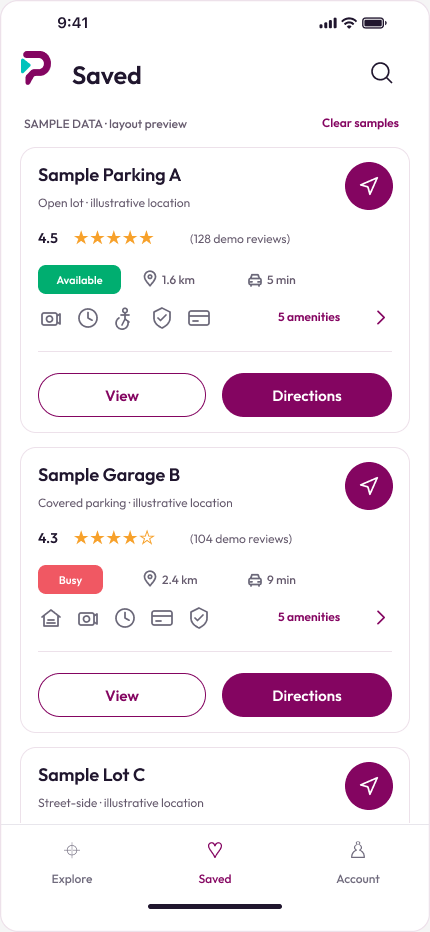 9:41
Saved
SAMPLE DATA · layout preview Clear samples
Sample Parking A
Open lot · illustrative location
4.5 (128 demo reviews)
Available 1.6 km 5 min
5 amenities
View Directions
Sample Garage B
Covered parking · illustrative location
4.3 (104 demo reviews)
Busy 2.4 km 9 min
5 amenities
View Directions
Sample Lot C
Street-side · illustrative location
Explore Saved Account